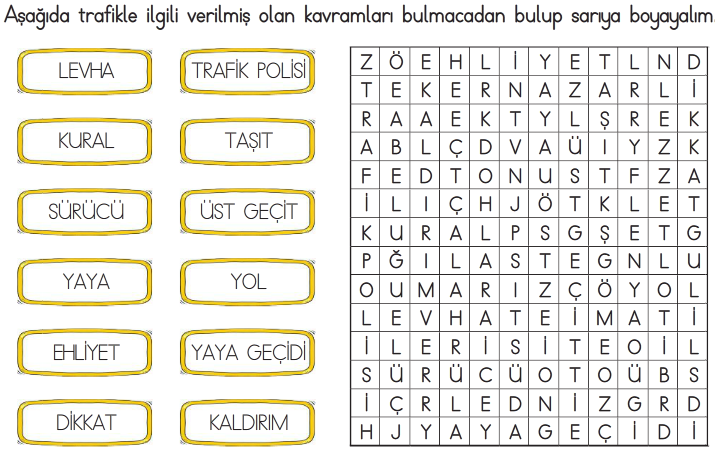 Aşağıda trafikle ilgili verilmiş olan kavramları bulmacadan bulup sarıya boyayalım.
LEVHA TRAFİK POLİSİ
KURAL TAŞIT
SÜRÜCÜ ÜST GEÇİT
YAYA YOL
EHLİYET YAYA GEÇİDİ
DİKKAT KALDIRIM
Z Ö E H L İ Y E T L N D
T E K E R N A Z A R L İ
R A A E K T Y L Ş R E K
A B L Ç D V A Ü I Y Z K
F E D T O N U S T F Z A
İ L I Ç H J Ö T K L E T
K U R A L P S G Ş E T G
P Ğ I L A S T E G N L U
O U M A R I Z Ç Ö Y O L
L E V H A T E İ M A T İ
İ L E R İ S İ T E O İ L
S Ü R Ü C Ü O T O Ü B S
İ Ç R L E D N İ Z G R D
H J Y A Y A G E Ç İ D İ